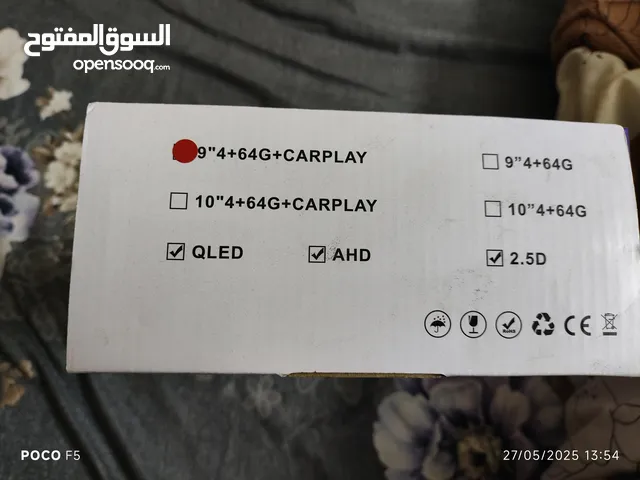 السوق المفتوح
opensooq.com
9"4+64G+CARPLAY
9”4+64G
10"4+64G+CARPLAY
10”4+64G
QLED
AHD
2.5D
RoHS
CE
POCO F5
27/05/2025 13:54